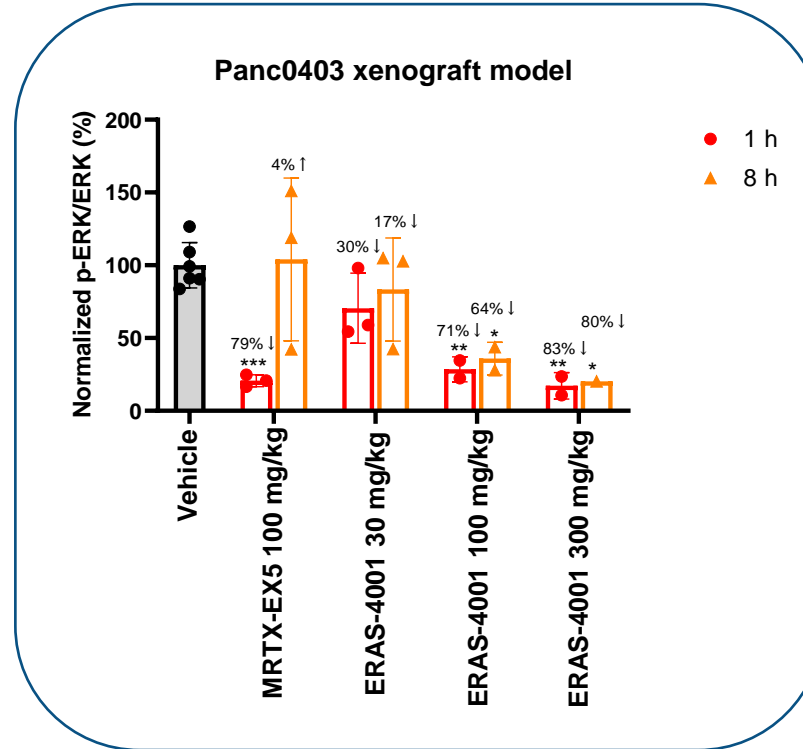 Panc0403 xenograft model
Normalized p-ERK/ERK (%)
200
150
100
50
0
1 h
8 h
79% ↓
***
4% ↑
30% ↓
17% ↓
71% ↓
**
64% ↓
*
83% ↓
**
80% ↓
*
Vehicle
MRTX-EX5 100 mg/kg
ERAS-4001 30 mg/kg
ERAS-4001 100 mg/kg
ERAS-4001 300 mg/kg